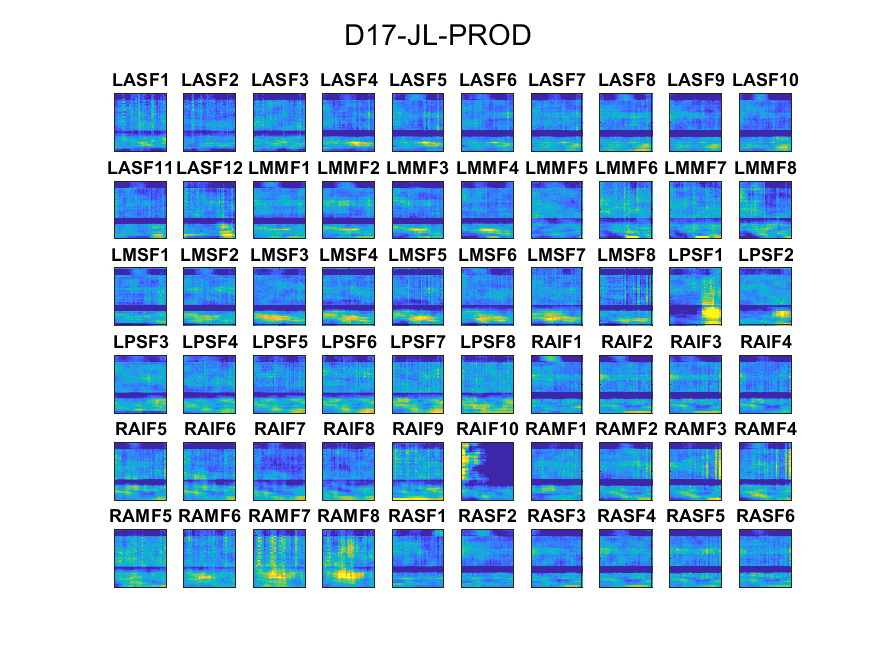 D17-JL-PROD
LASF1 LASF2 LASF3 LASF4 LASF5 LASF6 LASF7 LASF8 LASF9 LASF10
LASF11 LASF12 LMMF1 LMMF2 LMMF3 LMMF4 LMMF5 LMMF6 LMMF7 LMMF8
LMSF1 LMSF2 LMSF3 LMSF4 LMSF5 LMSF6 LMSF7 LMSF8 LPSF1 LPSF2
LPSF3 LPSF4 LPSF5 LPSF6 LPSF7 LPSF8 RAIF1 RAIF2 RAIF3 RAIF4
RAIF5 RAIF6 RAIF7 RAIF8 RAIF9 RAIF10 RAMF1 RAMF2 RAMF3 RAMF4
RAMF5 RAMF6 RAMF7 RAMF8 RASF1 RASF2 RASF3 RASF4 RASF5 RASF6